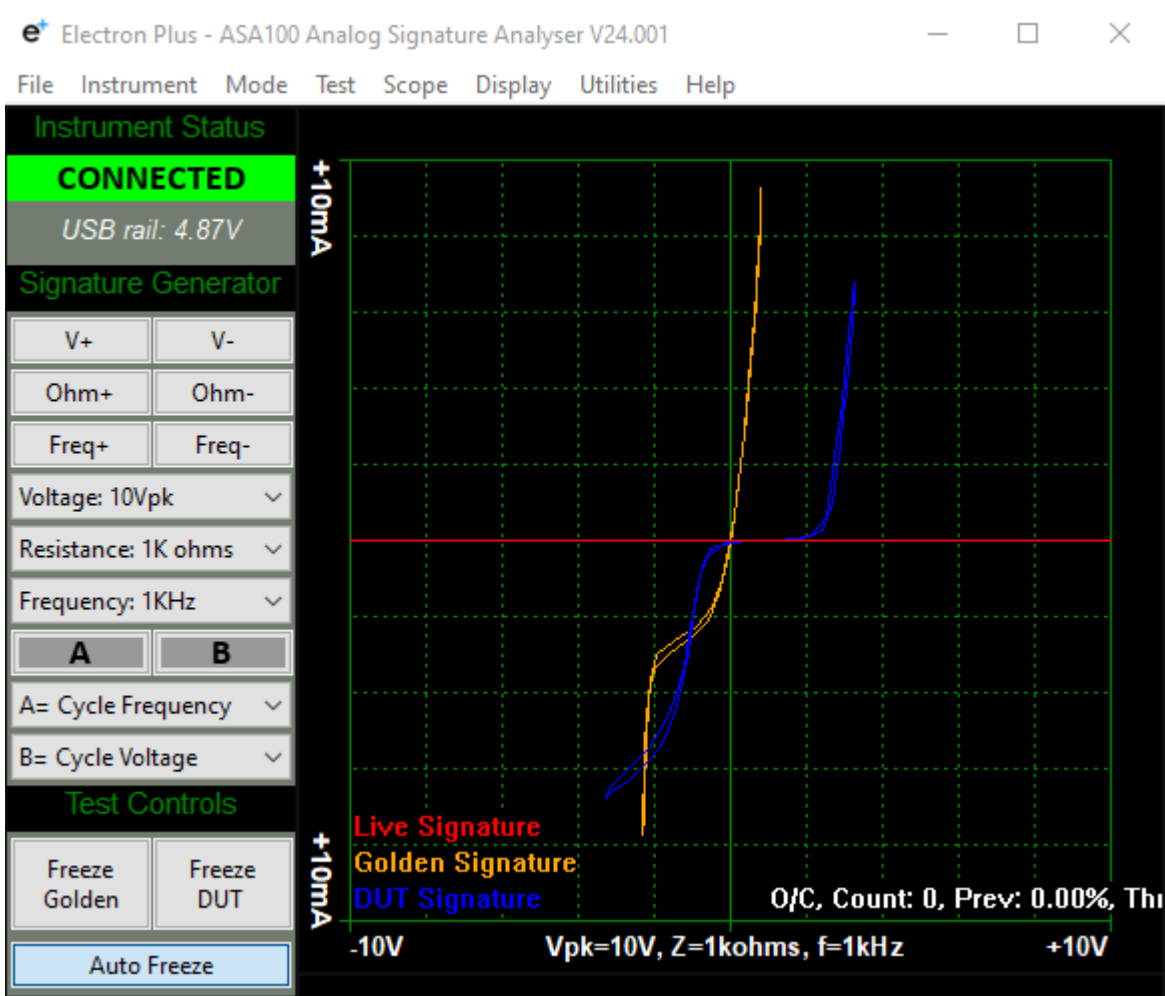 e+ Electron Plus - ASA100 Analog Signature Analyser V24.001
File Instrument Mode Test Scope Display Utilities Help
Instrument Status
CONNECTED
USB rail: 4.87V
Signature Generator
V+ V-
Ohm+ Ohm-
Freq+ Freq-
Voltage: 10Vpk
Resistance: 1K ohms
Frequency: 1KHz
A B
A= Cycle Frequency
B= Cycle Voltage
Test Controls
Freeze Golden
Freeze DUT
Auto Freeze
+10mA
+10mA
Live Signature
Golden Signature
DUT Signature
O/C, Count: 0, Prev: 0.00%,
-10V Vpk=10V, Z=1kohms, f=1kHz +10V